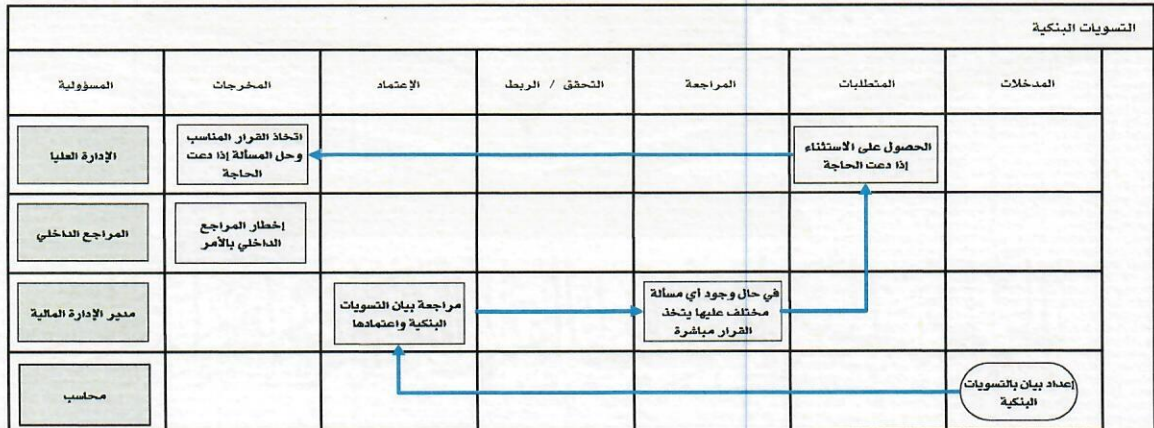 التسويات البنكية
المدخلات
المتطلبات
المراجعة
التحقق / الربط
الإعتماد
المخرجات
المسؤولية
الحصول على الاستثناء
إذا دعت الحاجة
اتخاذ القرار المناسب
وحل المسألة إذا دعت
الحاجة
الإدارة العليا
إخطار المراجع
الداخلي بالأمر
المراجع الداخلي
في حال وجود أي مسألة
مختلف عليها يتخذ
القرار مباشرة
مراجعة بيان التسويات
البنكية واعتمادها
مدير الإدارة المالية
إعداد بيان بالتسويات
البنكية
محاسب